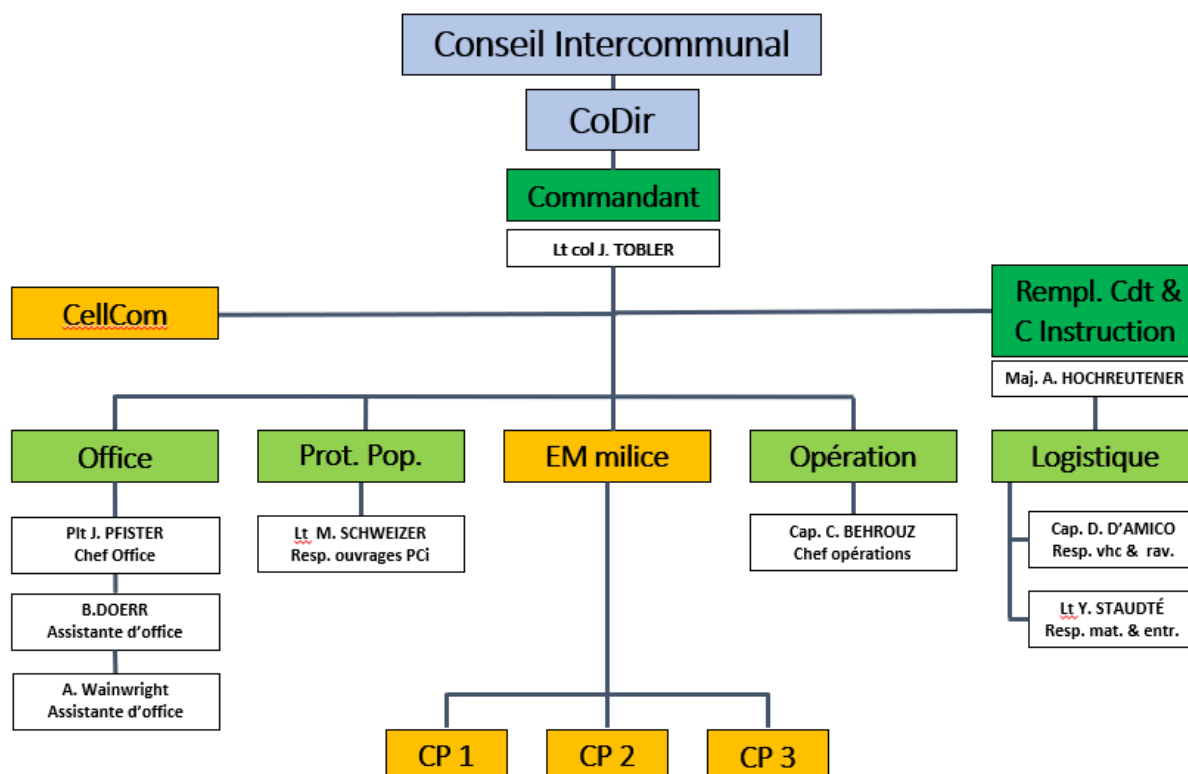 Conseil Intercommunal
CoDir
Commandant
Lt col J. TOBLER
CellCom
Rempl. Cdt &
C Instruction
Maj. A. HOCHREUTENER
Office
Prot. Pop.
EM milice
Opération
Logistique
Plt J. PFISTER
Chef Office
Lt M. SCHWEIZER
Resp. ouvrages PCi
Cap. C. BEHROUZ
Chef opérations
Cap. D. D’AMICO
Resp. vhc & rav.
B.DOERR
Assistante d’office
Lt Y. STAUDTÉ
Resp. mat. & entr.
A. Wainwright
Assistante d’office
CP 1
CP 2
CP 3